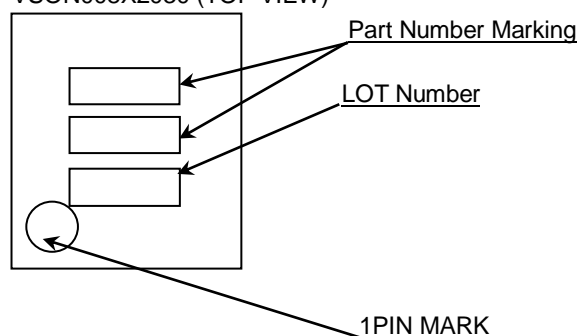 VSON008X2030 (TOP VIEW)
Part Number Marking
LOT Number
1PIN MARK